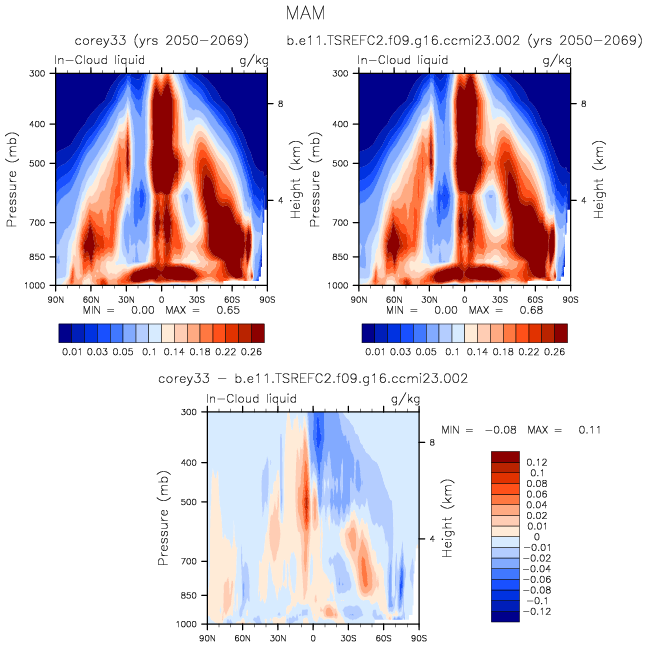 MAM
corey33 (yrs 2050-2069)
In-Cloud liquid g/kg
300
400
500
700
850
1000
Pressure (mb)
8
4
Height (km)
90N 60N 30N 0 30S 60S 90S
MIN = 0.00 MAX = 0.65
0.01 0.03 0.05 0.1 0.14 0.18 0.22 0.26
b.e11.TSREFC2.f09.g16.ccmi23.002 (yrs 2050-2069)
In-Cloud liquid g/kg
300
400
500
700
850
1000
Pressure (mb)
8
4
Height (km)
90N 60N 30N 0 30S 60S 90S
MIN = 0.00 MAX = 0.68
0.01 0.03 0.05 0.1 0.14 0.18 0.22 0.26
corey33 - b.e11.TSREFC2.f09.g16.ccmi23.002
In-Cloud liquid g/kg
300
400
500
700
850
1000
Pressure (mb)
8
4
Height (km)
90N 60N 30N 0 30S 60S 90S
MIN = -0.08 MAX = 0.11
0.12
0.1
0.08
0.06
0.04
0.02
0.01
0
-0.01
-0.02
-0.04
-0.06
-0.08
-0.1
-0.12